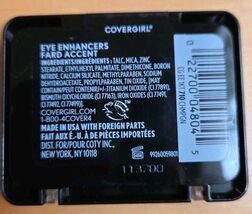 COVERGIRL
EYE ENHANCERS
FARD ACCENT
INGREDIENTS/INGRÉDIENTS: TALC, MICA, ZINC
STEARATE, ETHYLHEXYL PALMITATE, DIMETHICONE, BORON
NITRIDE, CALCIUM SILICATE, METHYLPARABEN, SODIUM
DEHYDROACETATE, PROPYLPARABEN, TIN OXIDE, [MAY
CONTAIN/PEUT CONTENIR:+/-TITANIUM DIOXIDE (CI 77891),
BISMUTH OXYCHLORIDE (CI 77163), IRON OXIDES (CI 77491,
CI 77492, CI 77499)].
COVERGIRL.COM
1-800-4COVER4
MADE IN USA WITH FOREIGN PARTS
FAIT AUX É.-U. À DE PIÈCES IMPORTÉES
DIST. FOR/POUR COTY INC.,
NEW YORK, NY 10118
99260059801
0 22700 04804 5